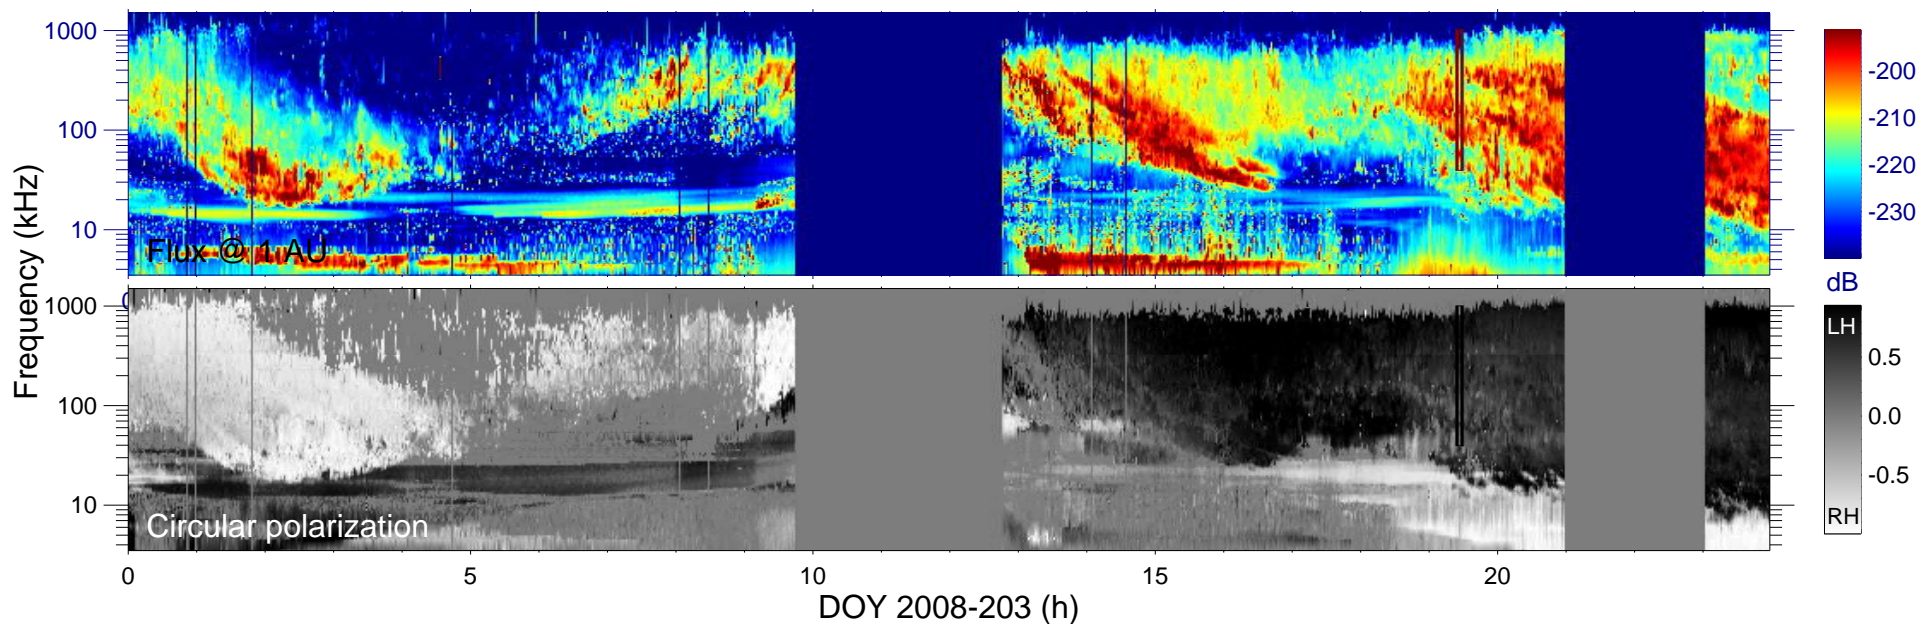 1000
100
10
Flux @ 1 AU
-200
-210
-220
-230
dB
Frequency (kHz)
1000
100
10
Circular polarization
LH
0.5
0.0
-0.5
RH
0 5 10 15 20
DOY 2008-203 (h)